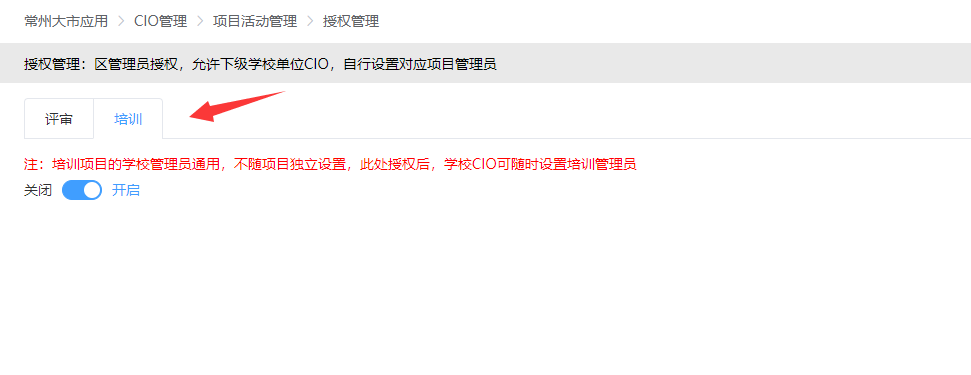 常州大市应用 > CIO管理 > 项目活动管理 > 授权管理
授权管理：区管理员授权，允许下级学校单位CIO，自行设置对应项目管理员
评审 培训
注：培训项目的学校管理员通用，不随项目独立设置，此处授权后，学校CIO可随时设置培训管理员
关闭 开启